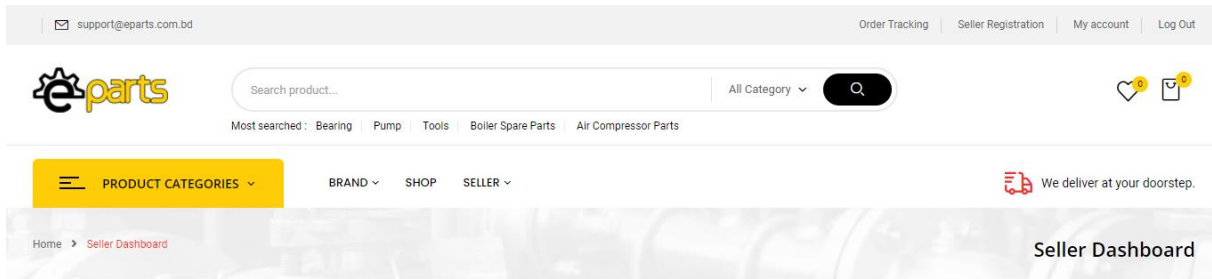 support@eparts.com.bd Order Tracking Seller Registration My account Log Out
eparts Search product... All Category 0 0
Most searched : Bearing Pump Tools Boiler Spare Parts Air Compressor Parts
PRODUCT CATEGORIES BRAND SHOP SELLER We deliver at your doorstep.
Home > Seller Dashboard Seller Dashboard